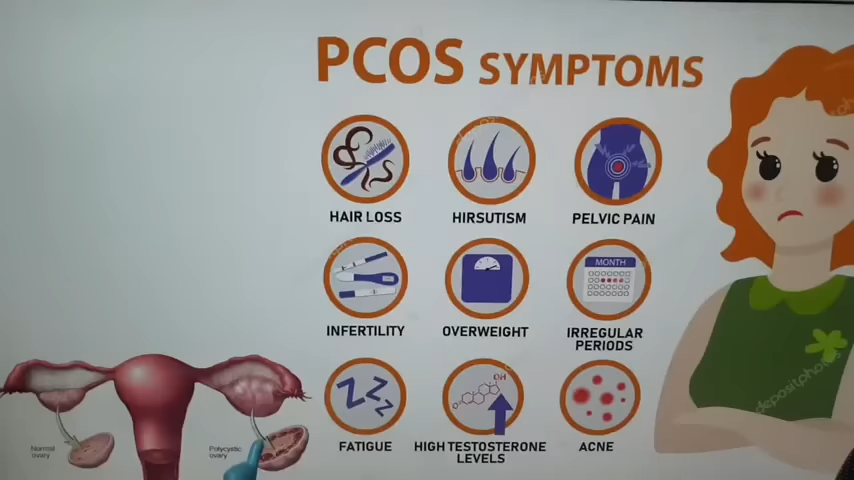 PCOS SYMPTOMS
HAIR LOSS
HIRSUTISM
PELVIC PAIN
INFERTILITY
OVERWEIGHT
MONTH
IRREGULAR
PERIODS
FATIGUE
OH
O
HIGH TESTOSTERONE
LEVELS
ACNE
Normal
ovary
Polycystic
ovary
depositphotos